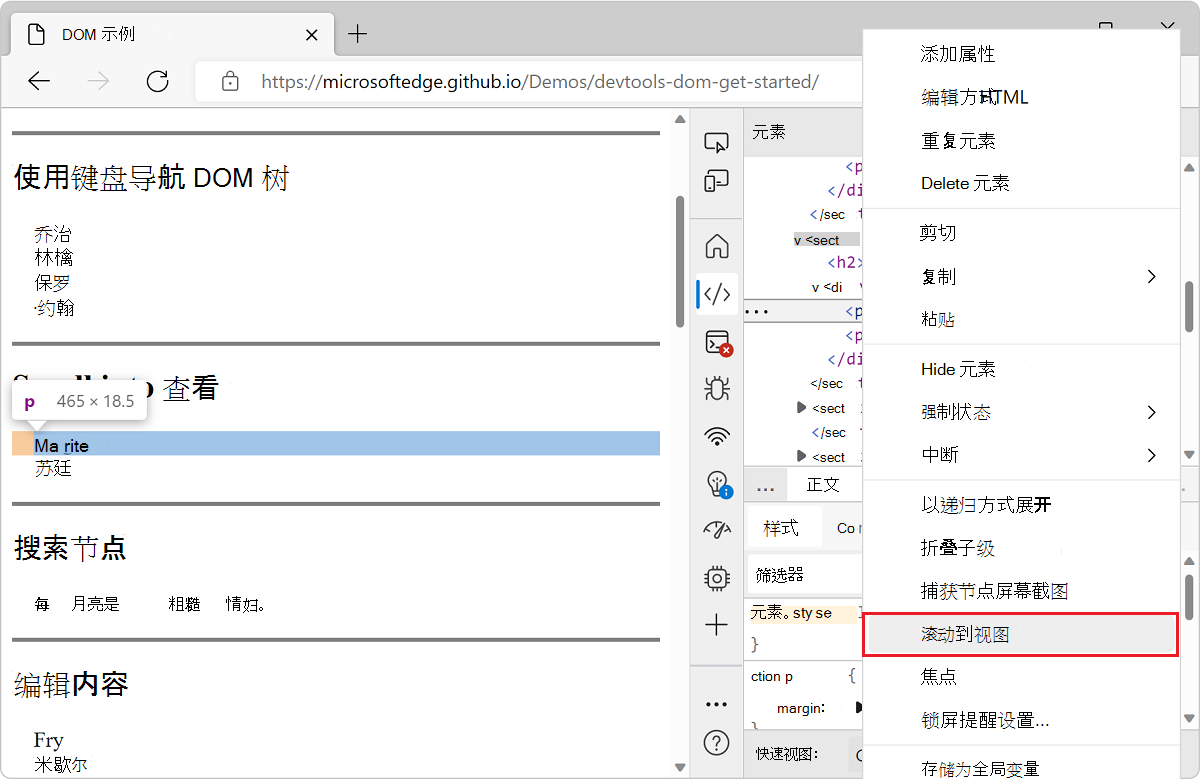 DOM 示例
https://microsoftedge.github.io/Demos/devtools-dom-get-started/
使用键盘导航 DOM 树
乔治
林檎
保罗
·约翰
查看
p 465 × 18.5
Ma rite
苏廷
搜索节点
每 月亮是 粗糙 情妇。
编辑内容
Fry
米歇尔
元素
<p
</di
</sec t
v <sect
<h2>
v <di
... <p
<p
</di
</sec t
<sect
</sec t
<sect
... 正文
样式 Co
筛选器
元素。sty se
}
ction p {
margin:
}
快速视图:
添加属性
编辑方式HTML
重复元素
Delete 元素
剪切
复制
粘贴
Hide 元素
强制状态
中断
以递归方式展开
折叠子级
捕获节点屏幕截图
滚动到视图
焦点
锁屏提醒设置...
存储为全局变量